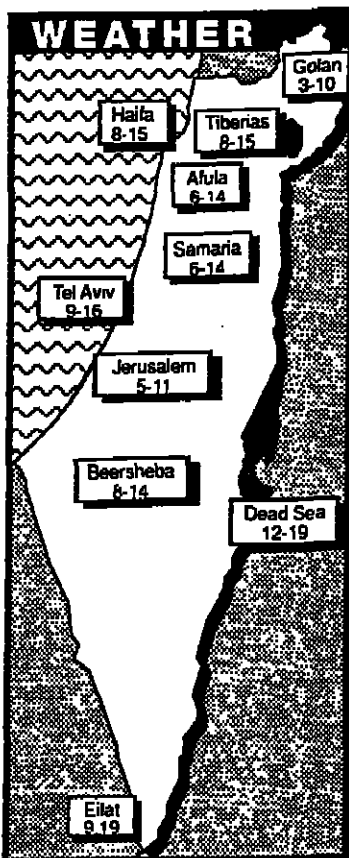 WEATHER
Golan
3-10
Haifa
8-15
Tiberias
8-15
Afula
6-14
Samaria
6-14
Tel Aviv
9-16
Jerusalem
5-11
Beersheba
8-14
Dead Sea
12-19
Eilat
9 19